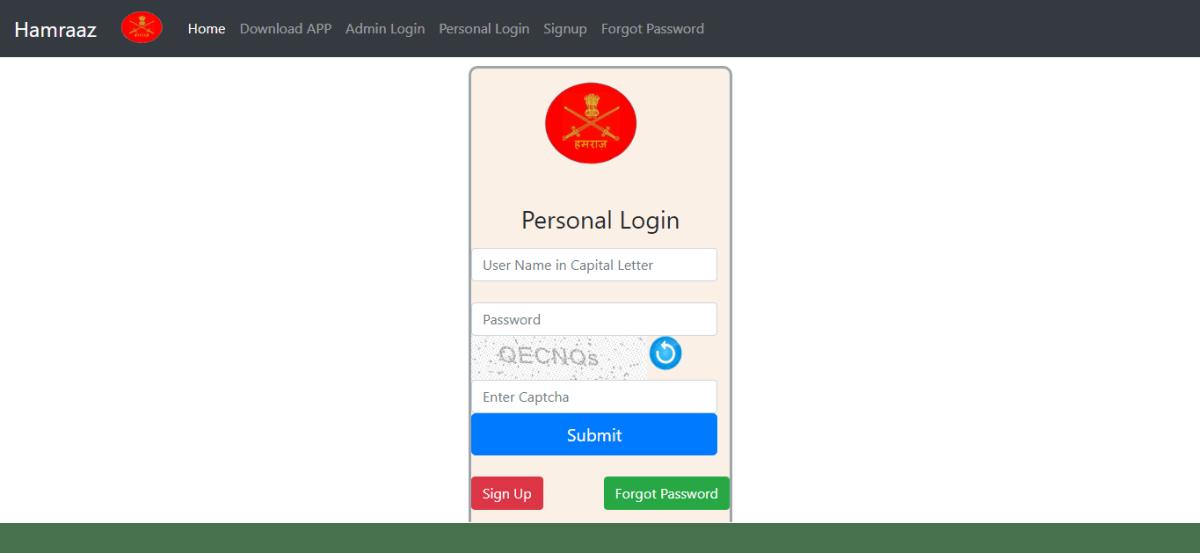 Hamraaz Home Download APP Admin Login Personal Login Signup Forgot Password
हमराज़
Personal Login
User Name in Capital Letter
Password
QECNQs
Enter Captcha
Submit
Sign Up Forgot Password